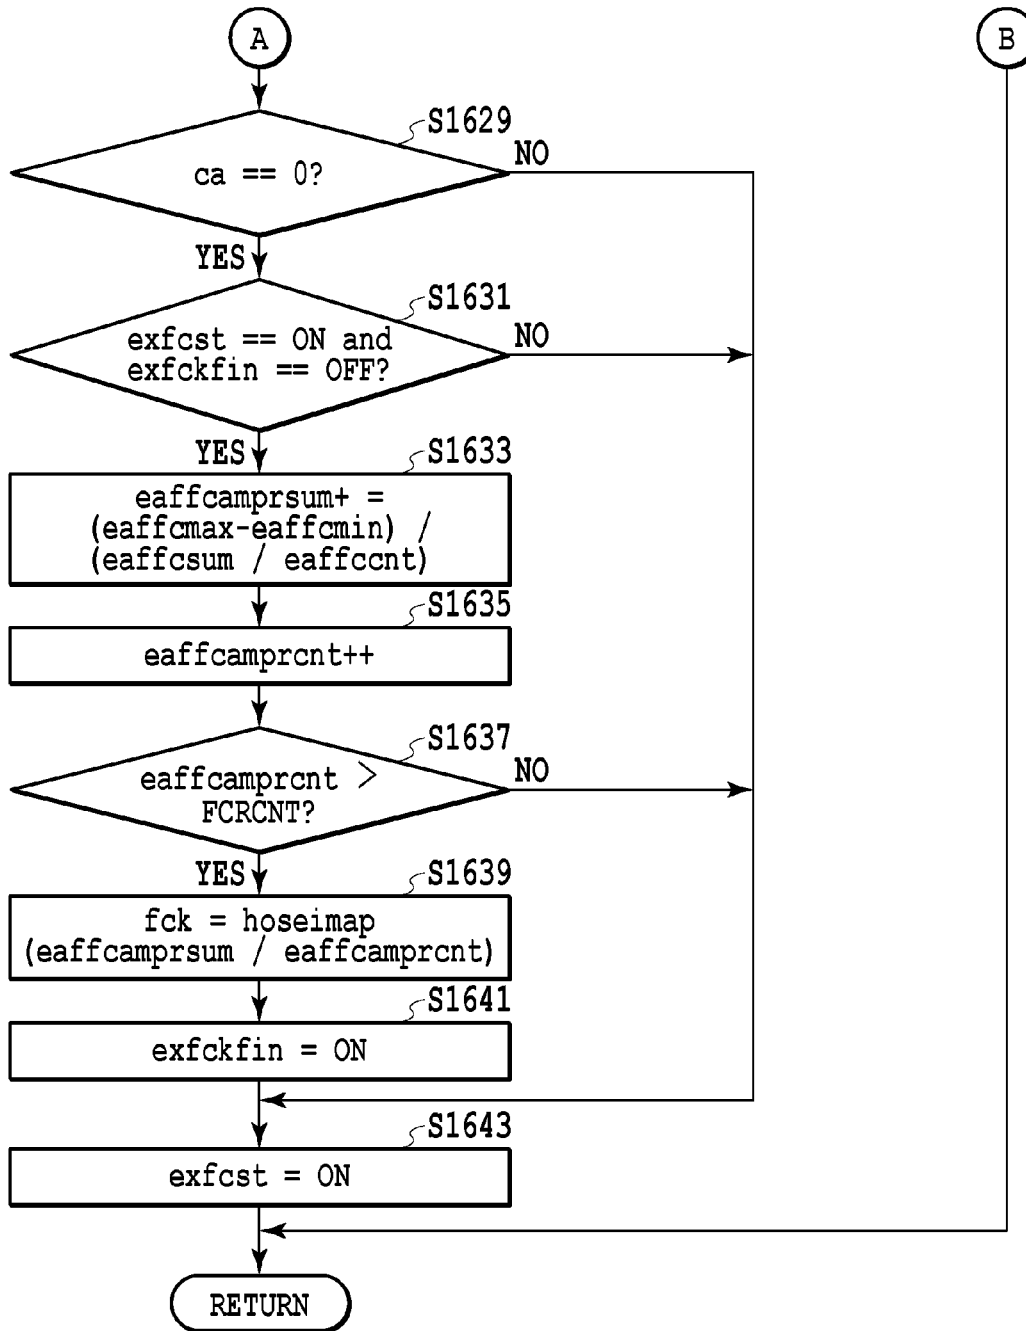 A
B
S1629
ca == 0?
NO
YES
S1631
exfcst == ON and
exfckfin == OFF?
NO
YES
S1633
eaffcamprsum+ =
(eaffcmax-eaffcmin) /
(eaffcsum / eaffccnt)
S1635
eaffcamprcnt++
S1637
eaffcamprcnt >
FCRCNT?
NO
YES
S1639
fck = hoseimap
(eaffcamprsum / eaffcamprcnt)
S1641
exfckfin = ON
S1643
exfcst = ON
RETURN